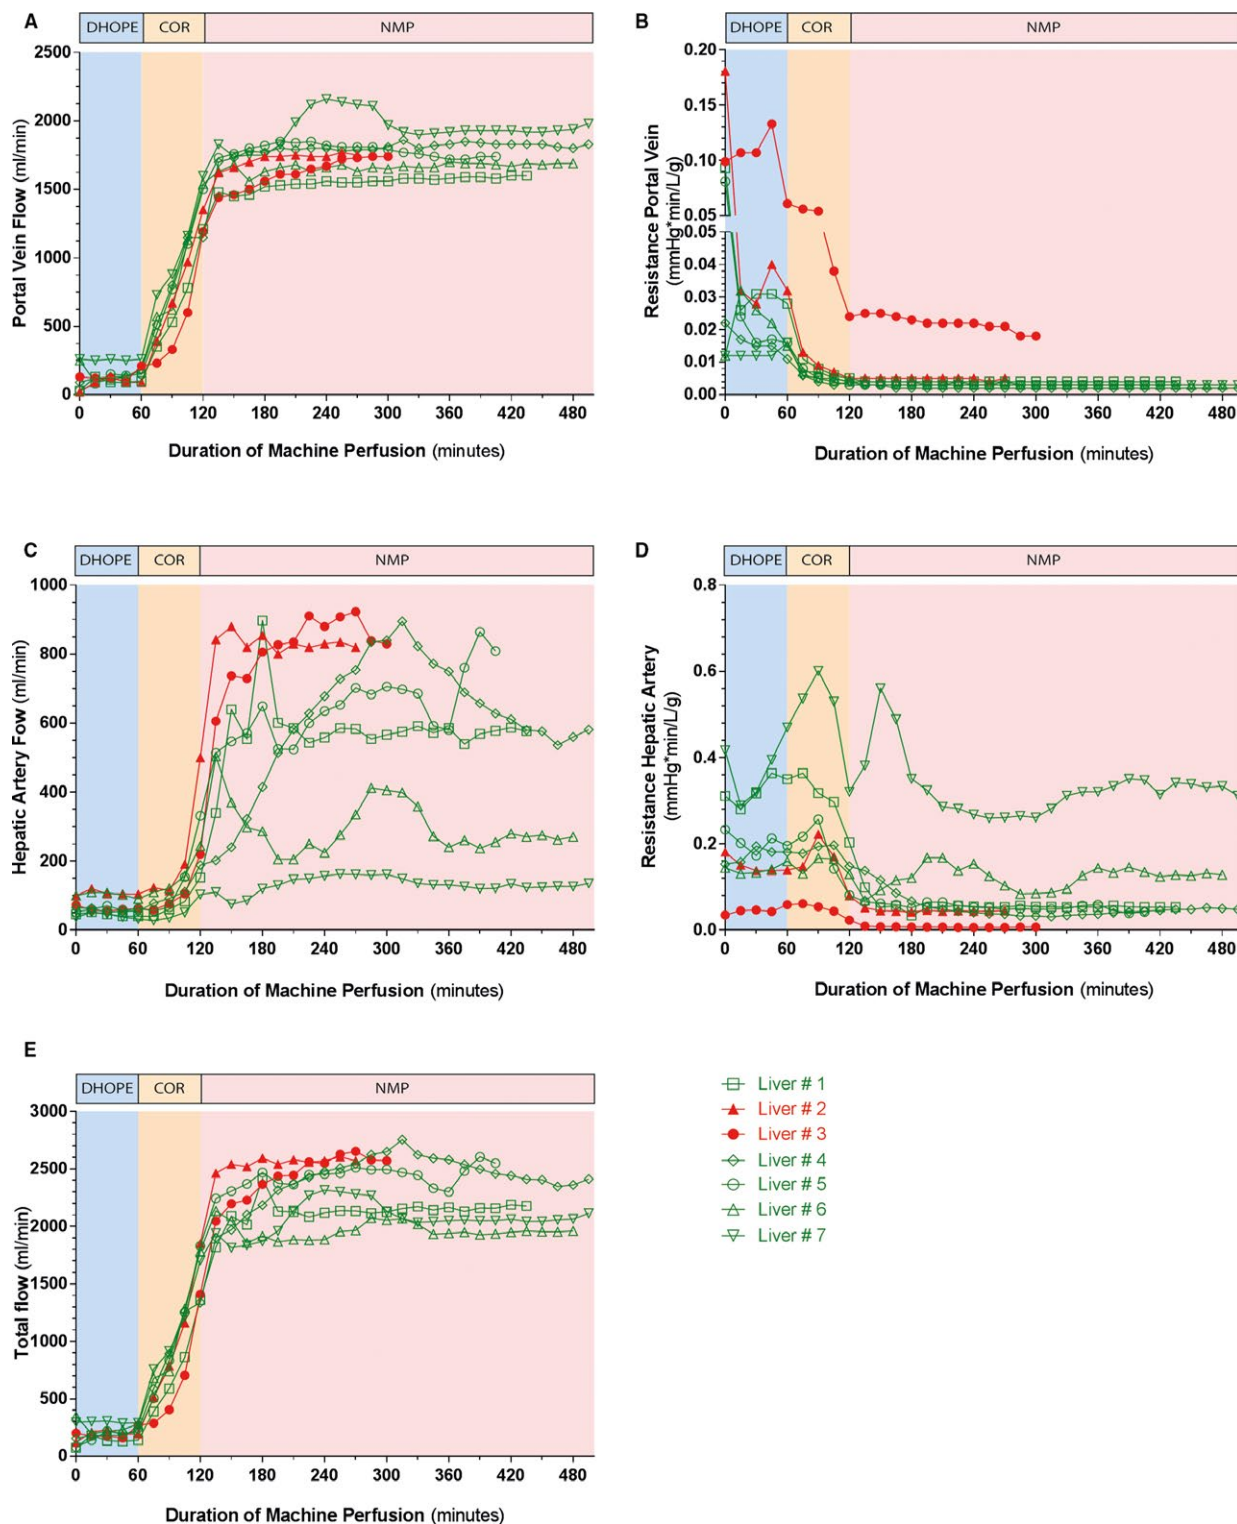 A
DHOPE COR NMP
2500
2000
1500
1000
500
0
Portal Vein Flow (ml/min)
0 60 120 180 240 300 360 420 480
Duration of Machine Perfusion (minutes)
B
DHOPE COR NMP
0.20
0.15
0.10
0.05
0.05
0.04
0.03
0.02
0.01
0.00
Resistance Portal Vein
(mmHg*min/L/g)
0 60 120 180 240 300 360 420 480
Duration of Machine Perfusion (minutes)
C
DHOPE COR NMP
1000
800
600
400
200
0
Hepatic Artery Fow (ml/min)
0 60 120 180 240 300 360 420 480
Duration of Machine Perfusion (minutes)
D
DHOPE COR NMP
0.8
0.6
0.4
0.2
0.0
Resistance Hepatic Artery
(mmHg*min/L/g)
0 60 120 180 240 300 360 420 480
Duration of Machine Perfusion (minutes)
E
DHOPE COR NMP
3000
2500
2000
1500
1000
500
0
Total flow (ml/min)
0 60 120 180 240 300 360 420 480
Duration of Machine Perfusion (minutes)
Liver # 1
Liver # 2
Liver # 3
Liver # 4
Liver # 5
Liver # 6
Liver # 7